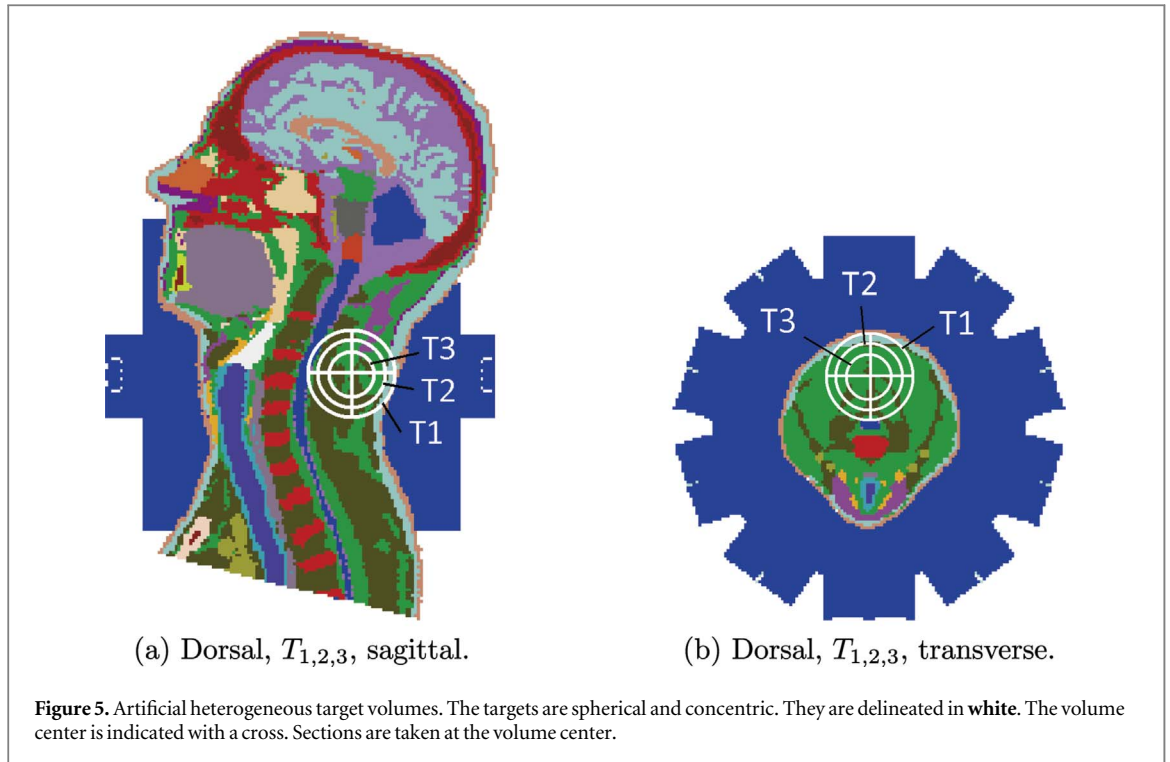 T3
T2
T1
T2
T3
T1
(a) Dorsal, T1,2,3, sagittal.
(b) Dorsal, T1,2,3, transverse.
Figure 5. Artificial heterogeneous target volumes. The targets are spherical and concentric. They are delineated in white. The volume
center is indicated with a cross. Sections are taken at the volume center.